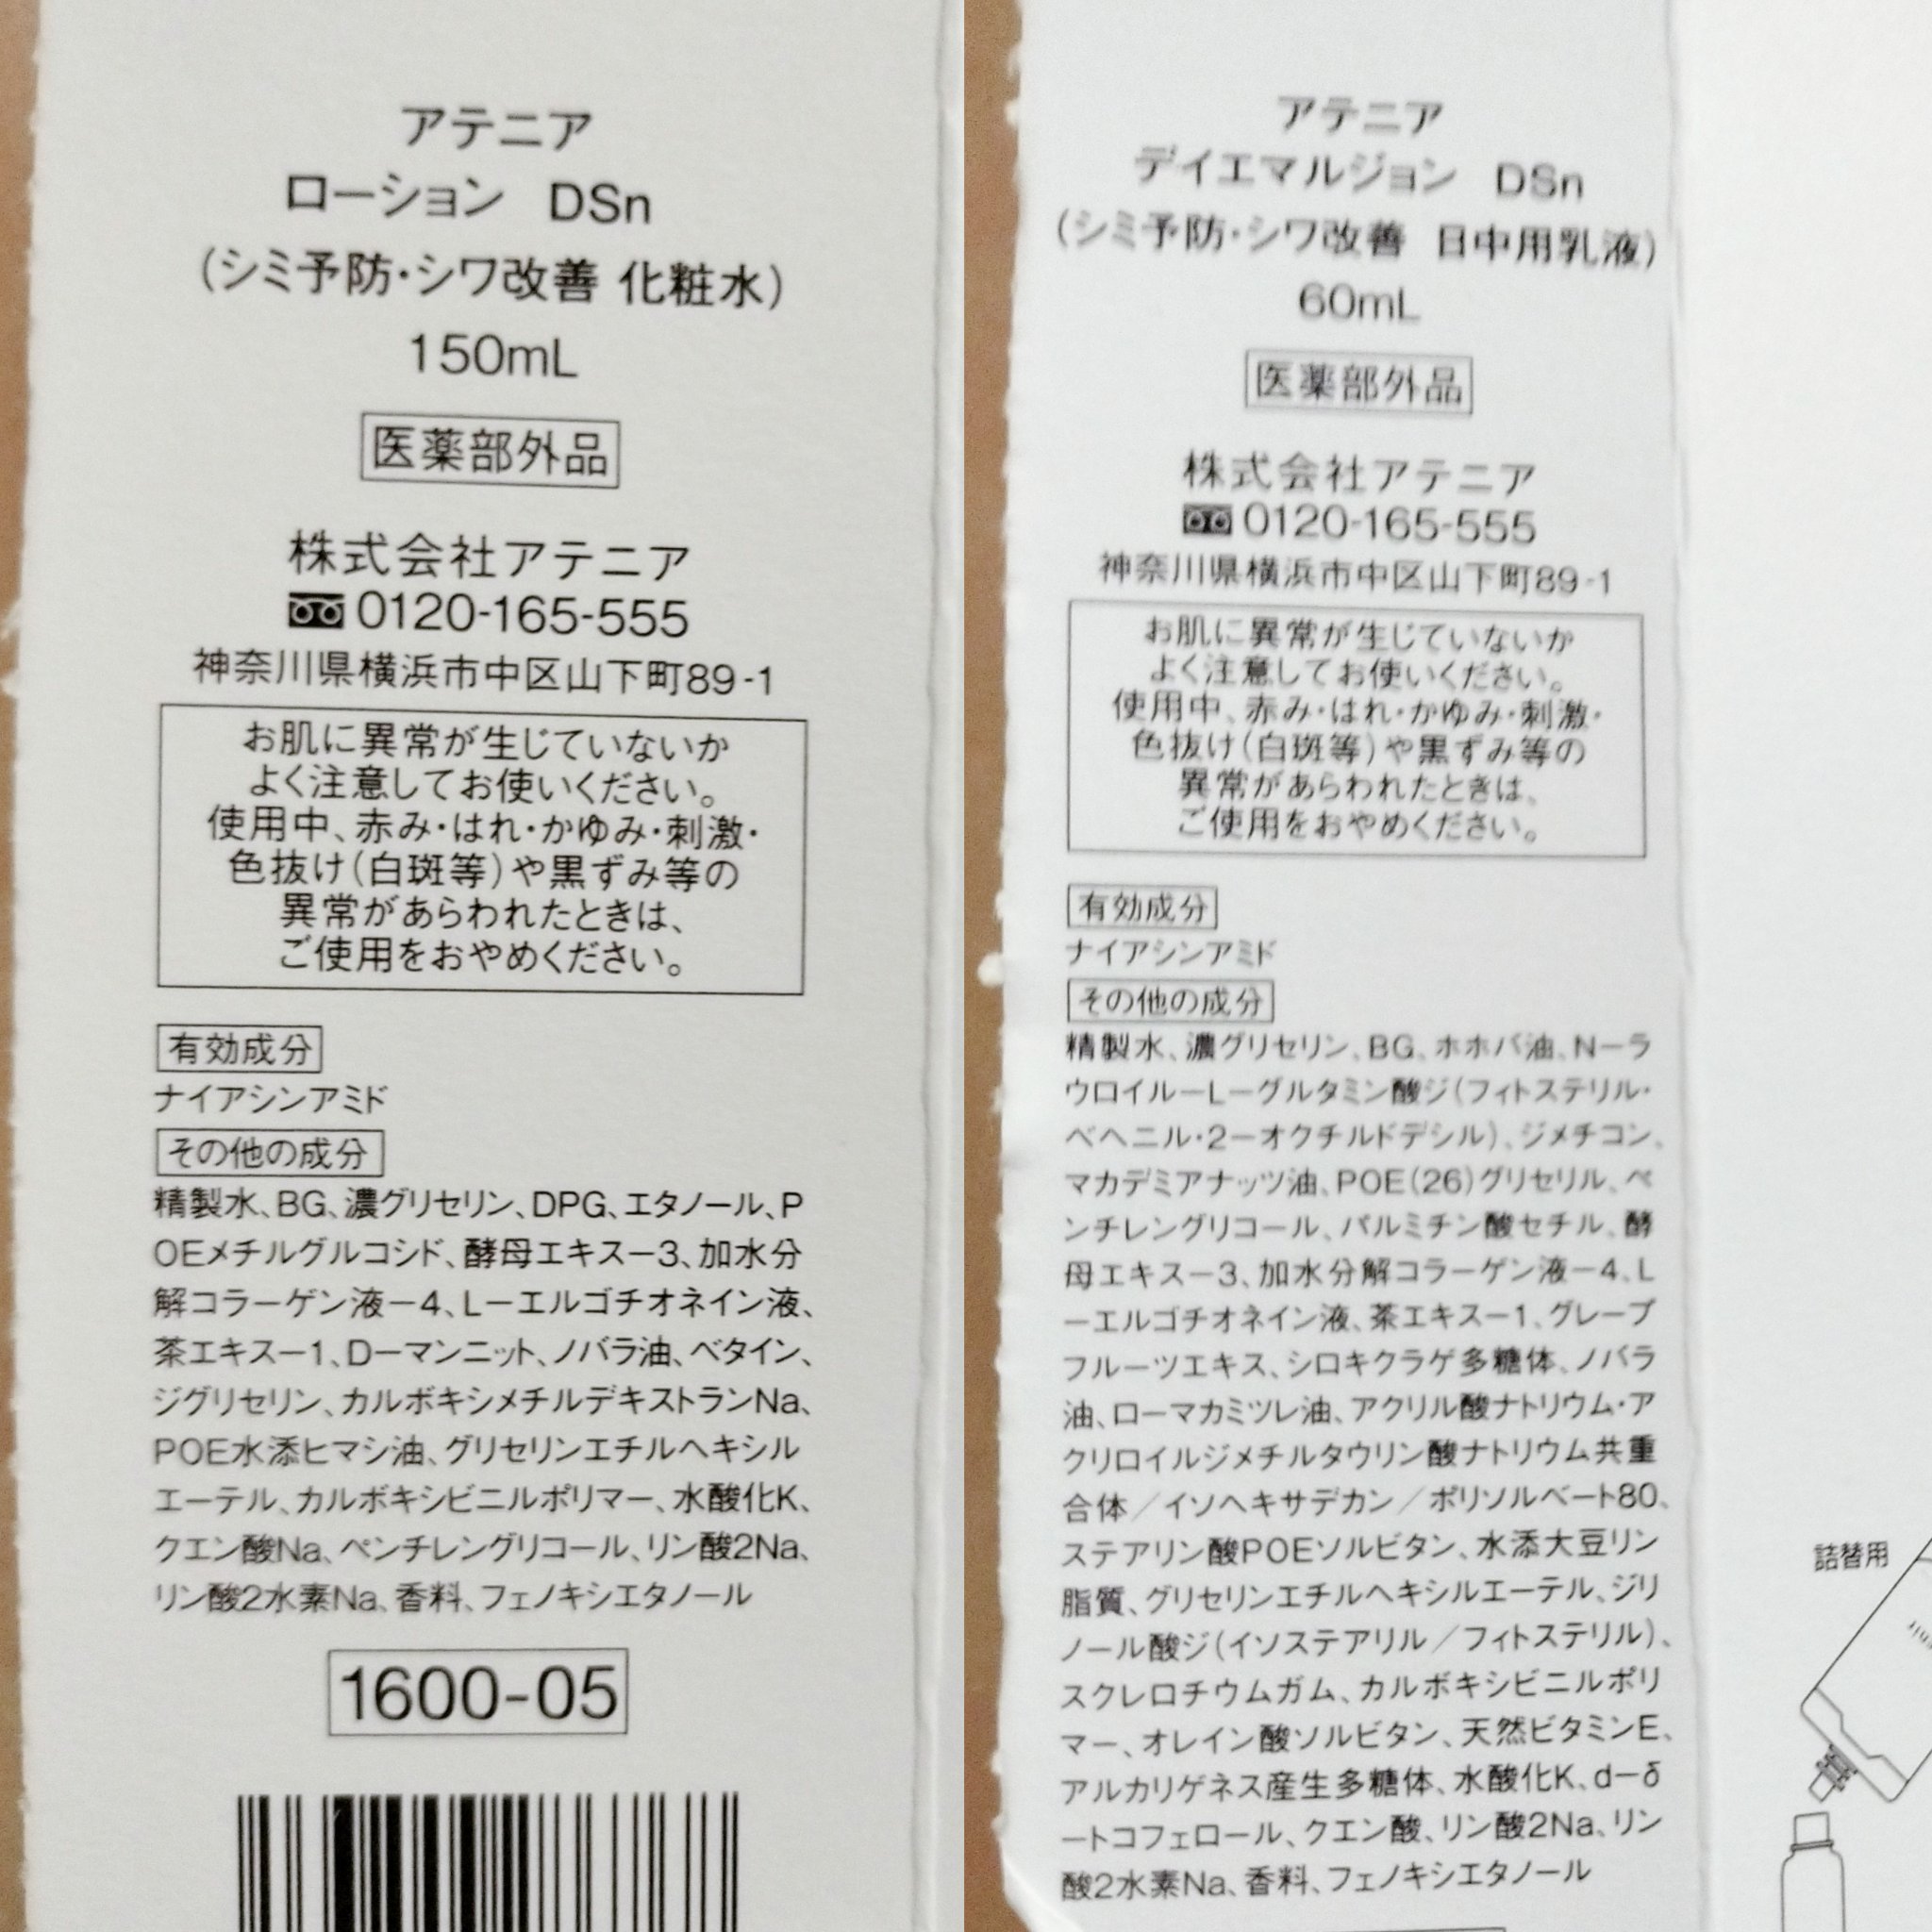 アテニア
ローション DSn
(シミ予防・シワ改善 化粧水)
150mL
医薬部外品
株式会社アテニア
0120-165-555
神奈川県横浜市中区山下町89-1
お肌に異常が生じていないか
よく注意してお使いください。
使用中、赤み・はれ・かゆみ・刺激・
色抜け(白斑等)や黒ずみ等の
異常があらわれたときは、
ご使用をおやめください。
有効成分
ナイアシンアミド
その他の成分
精製水、BG、濃グリセリン、DPG、エタノール、P
OEメチルグルコシド、酵母エキス－3、加水分
解コラーゲン液－4、L－エルゴチオネイン液、
茶エキス－1、D－マンニット、ノバラ油、ベタイン、
ジグリセリン、カルボキシメチルデキストランNa、
POE水添ヒマシ油、グリセリンエチルヘキシル
エーテル、カルボキシビニルポリマー、水酸化K、
クエン酸Na、ペンチレングリコール、リン酸2Na、
リン酸2水素Na、香料、フェノキシエタノール
1600-05
アテニア
デイエマルジョン DSn
(シミ予防・シワ改善 日中用乳液)
60mL
医薬部外品
株式会社アテニア
0120-165-555
神奈川県横浜市中区山下町89-1
お肌に異常が生じていないか
よく注意してお使いください。
使用中、赤み・はれ・かゆみ・刺激・
色抜け(白斑等)や黒ずみ等の
異常があらわれたときは、
ご使用をおやめください。
有効成分
ナイアシンアミド
その他の成分
精製水、濃グリセリン、BG、ホホバ油、N－ラ
ウロイル－L－グルタミン酸ジ(フィトステリル・
ベヘニル・2－オクチルドデシル)、ジメチコン、
マカデミアナッツ油、POE(26)グリセリル、ペ
ンチレングリコール、パルミチン酸セチル、酵
母エキス－3、加水分解コラーゲン液－4、L
－エルゴチオネイン液、茶エキス－1、グレープ
フルーツエキス、シロキクラゲ多糖体、ノバラ
油、ローマカミツレ油、アクリル酸ナトリウム・ア
クリロイルジメチルタウリン酸ナトリウム共重
合体／イソヘキサデカン／ポリソルベート80、
ステアリン酸POEソルビタン、水添大豆リン
脂質、グリセリンエチルヘキシルエーテル、ジリ
ノール酸ジ(イソステアリル／フィトステリル)、
スクレロチウムガム、カルボキシビニルポリ
マー、オレイン酸ソルビタン、天然ビタミンE、
アルカリゲネス産生多糖体、水酸化K、d－δ
－トコフェロール、クエン酸、リン酸2Na、リン
酸2水素Na、香料、フェノキシエタノール
詰替用